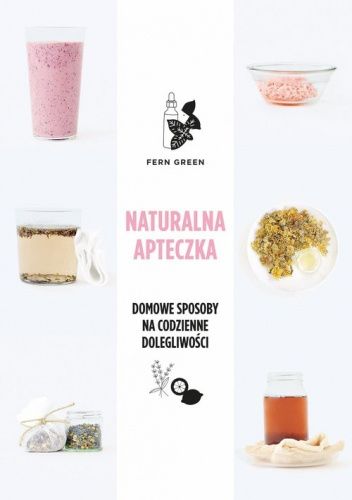 FERN GREEN
NATURALNA
APTECZKA
DOMOWE SPOSOBY
NA CODZIENNE
DOLEGLIWOŚCI